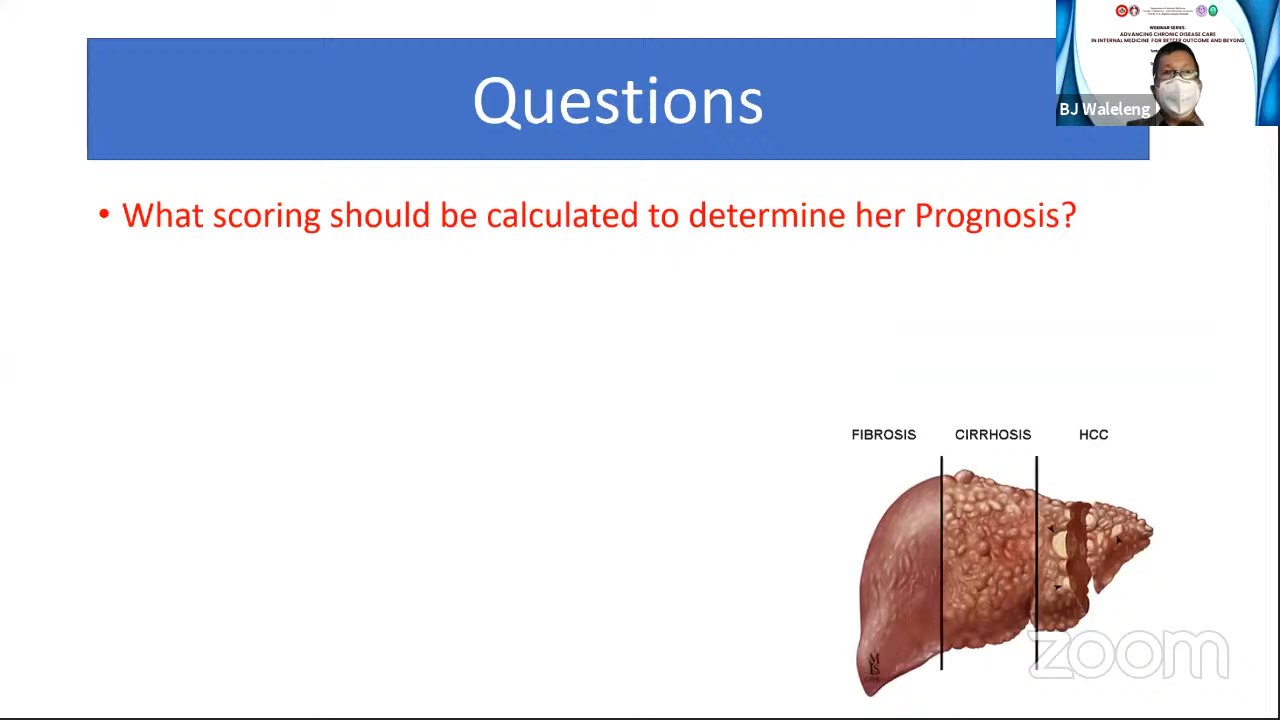 WEBINAR SERIES:
ADVANCING CHRONIC DISEASE CARE
IN INTERNAL MEDICINE FOR BETTER OUTCOME AND BEYOND
BJ Waleleng
Questions
• What scoring should be calculated to determine her Prognosis?
FIBROSIS CIRRHOSIS HCC
zoom